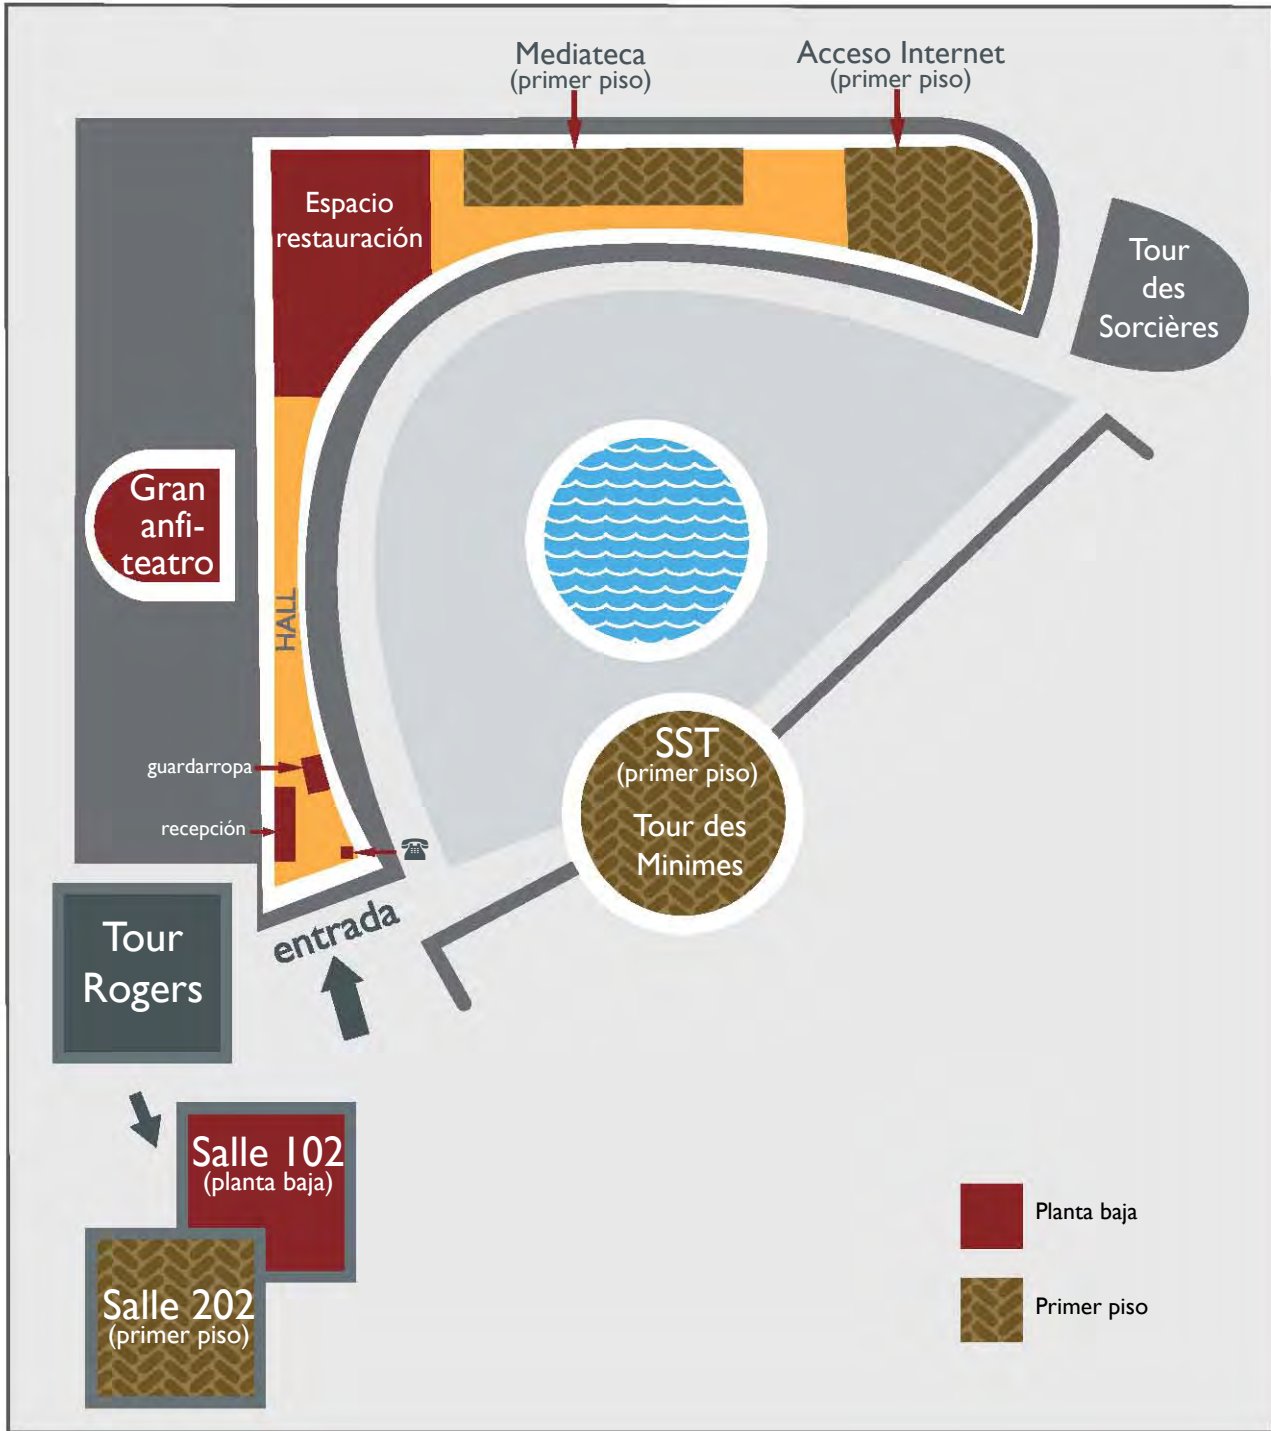 Mediateca
(primer piso)
Acceso Internet
(primer piso)
Espacio
restauración
Tour
des
Sorcières
Gran
anfi-
teatro
HALL
guardarropa
recepción
SST
(primer piso)
Tour des
Minimes
entrada
Tour
Rogers
Salle 102
(planta baja)
Salle 202
(primer piso)
Planta baja
Primer piso